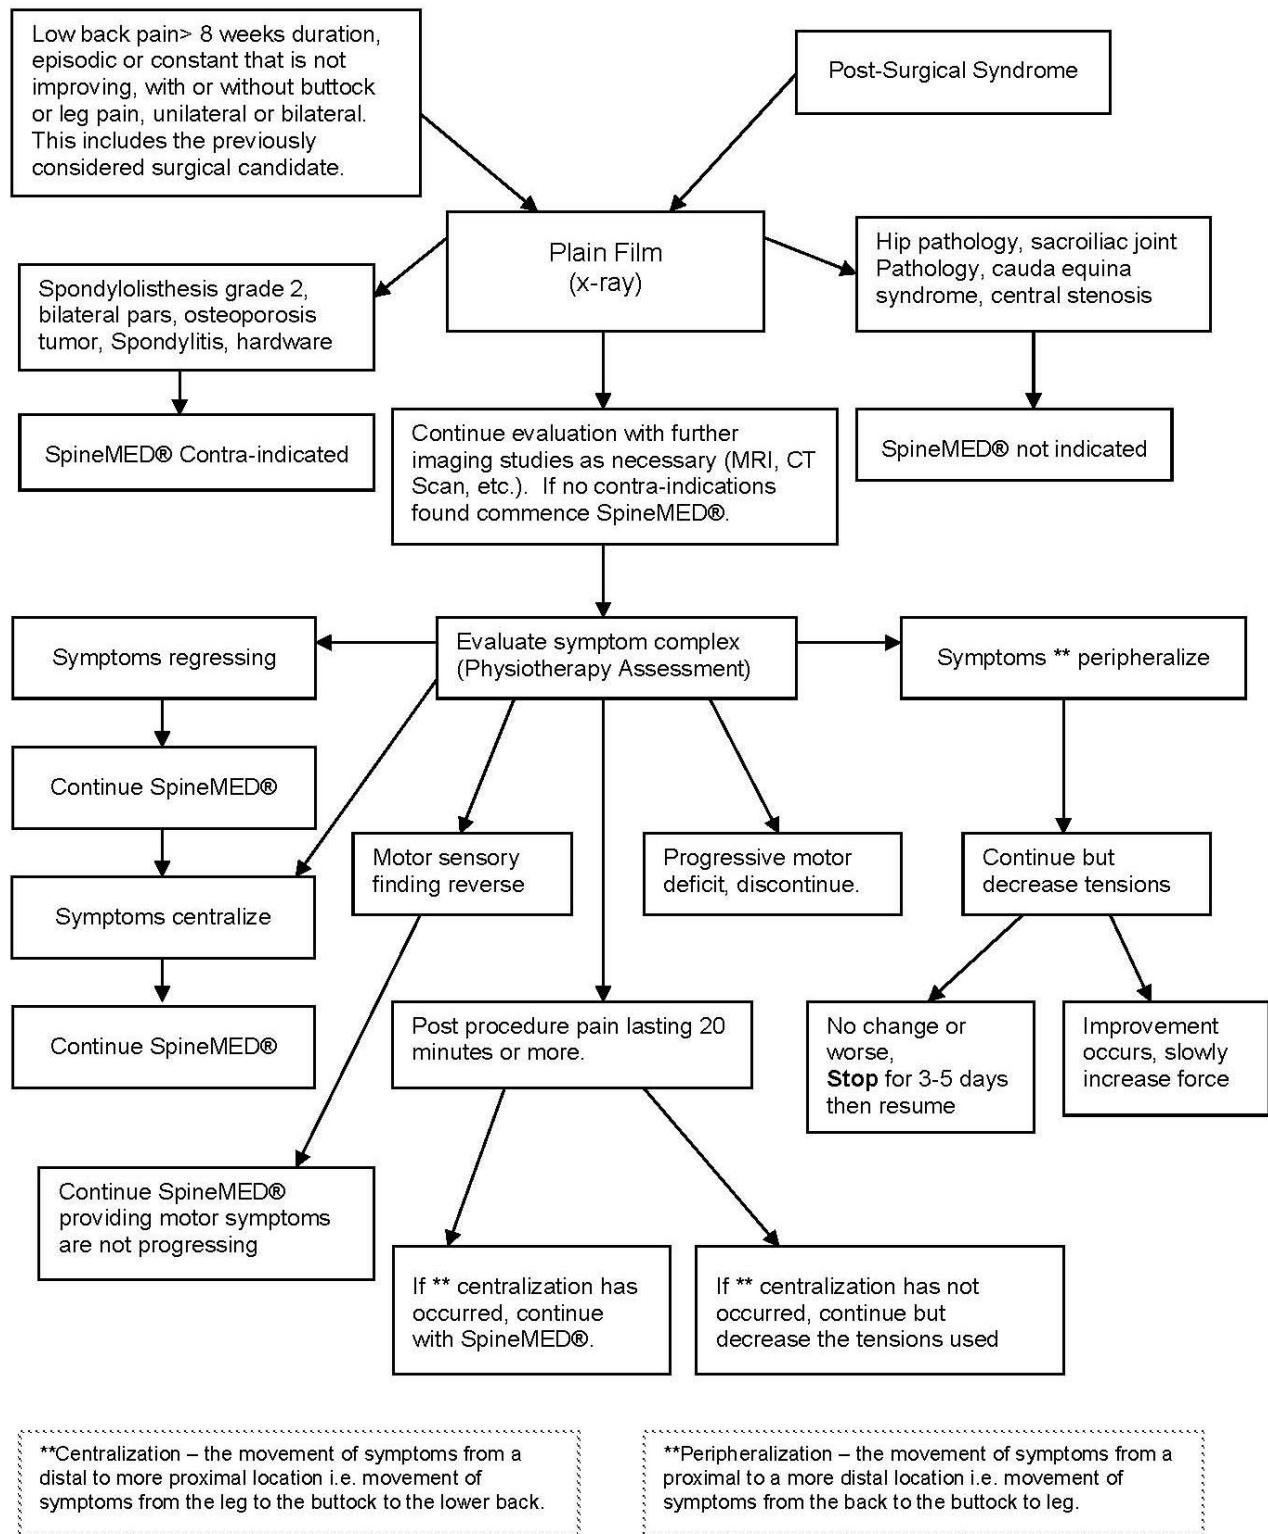 Low back pain> 8 weeks duration,
episodic or constant that is not
improving, with or without buttock
or leg pain, unilateral or bilateral.
This includes the previously
considered surgical candidate.
Post-Surgical Syndrome
Plain Film
(x-ray)
Hip pathology, sacroiliac joint
Pathology, cauda equina
syndrome, central stenosis
Spondylolisthesis grade 2,
bilateral pars, osteoporosis
tumor, Spondylitis, hardware
SpineMED® Contra-indicated
Continue evaluation with further
imaging studies as necessary (MRI, CT
Scan, etc.).  If no contra-indications
found commence SpineMED®.
SpineMED® not indicated
Symptoms regressing
Evaluate symptom complex
(Physiotherapy Assessment)
Symptoms ** peripheralize
Continue SpineMED®
Symptoms centralize
Continue SpineMED®
Motor sensory
finding reverse
Progressive motor
deficit, discontinue.
Continue but
decrease tensions
Post procedure pain lasting 20
minutes or more.
No change or
worse,
Stop for 3-5 days
then resume
Improvement
occurs, slowly
increase force
Continue SpineMED®
providing motor symptoms
are not progressing
If ** centralization has
occurred, continue
with SpineMED®.
If ** centralization has not
occurred, continue but
decrease the tensions used
**Centralization – the movement of symptoms from a
distal to more proximal location i.e. movement of
symptoms from the leg to the buttock to the lower back.
**Peripheralization – the movement of symptoms from a
proximal to a more distal location i.e. movement of
symptoms from the back to the buttock to leg.